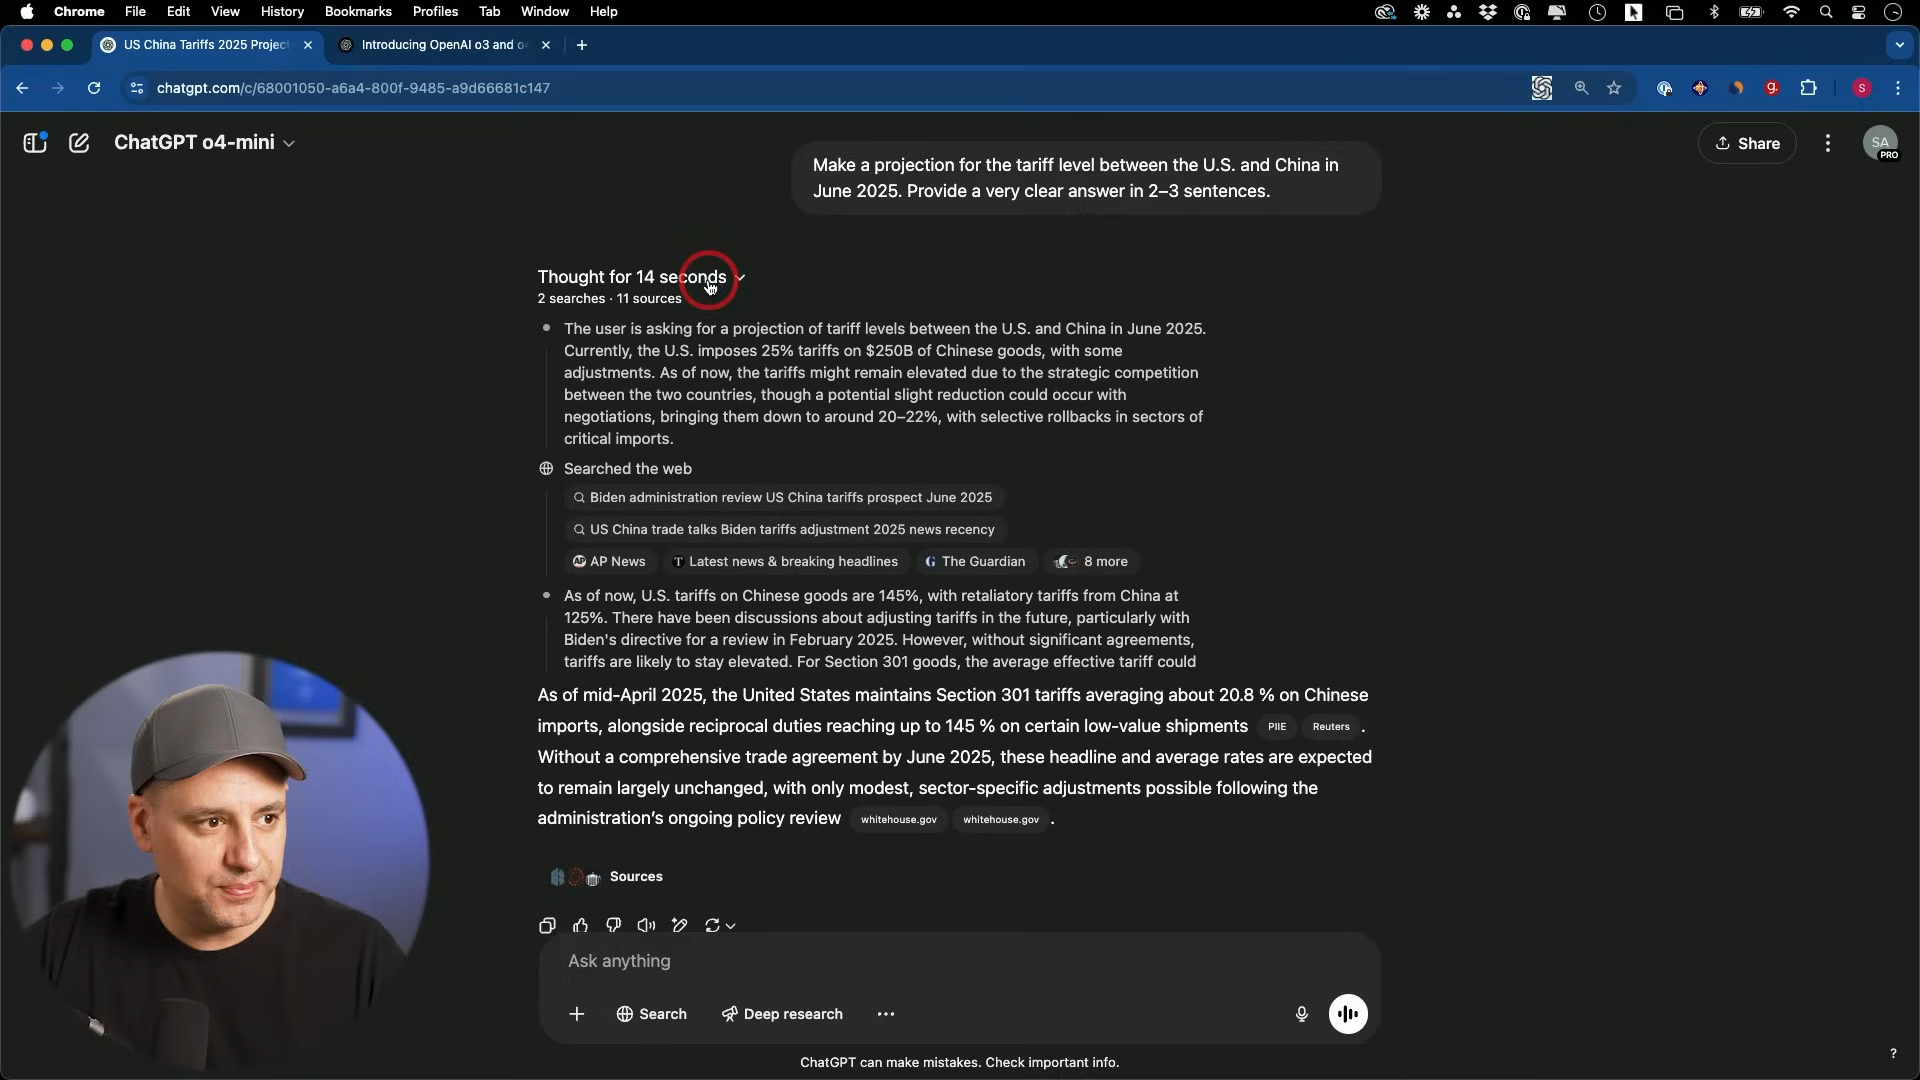 Chrome File Edit View History Bookmarks Profiles Tab Window Help
US China Tariffs 2025 Project
Introducing OpenAI o3 and o
chatgpt.com/c/68001050-a6a4-800f-9485-a9d66681c147
S
ChatGPT o4-mini
Share
SA
PRO
Make a projection for the tariff level between the U.S. and China in
June 2025. Provide a very clear answer in 2–3 sentences.
Thought for 14 seconds
2 searches · 11 sources
The user is asking for a projection of tariff levels between the U.S. and China in June 2025.
Currently, the U.S. imposes 25% tariffs on $250B of Chinese goods, with some
adjustments. As of now, the tariffs might remain elevated due to the strategic competition
between the two countries, though a potential slight reduction could occur with
negotiations, bringing them down to around 20–22%, with selective rollbacks in sectors of
critical imports.
Searched the web
Biden administration review US China tariffs prospect June 2025
US China trade talks Biden tariffs adjustment 2025 news recency
AP News
T Latest news & breaking headlines
G The Guardian
8 more
As of now, U.S. tariffs on Chinese goods are 145%, with retaliatory tariffs from China at
125%. There have been discussions about adjusting tariffs in the future, particularly with
Biden's directive for a review in February 2025. However, without significant agreements,
tariffs are likely to stay elevated. For Section 301 goods, the average effective tariff could
As of mid-April 2025, the United States maintains Section 301 tariffs averaging about 20.8 % on Chinese
imports, alongside reciprocal duties reaching up to 145 % on certain low-value shipments PIIE Reuters .
Without a comprehensive trade agreement by June 2025, these headline and average rates are expected
to remain largely unchanged, with only modest, sector-specific adjustments possible following the
administration's ongoing policy review whitehouse.gov whitehouse.gov .
Sources
Ask anything
Search
Deep research
ChatGPT can make mistakes. Check important info.
?